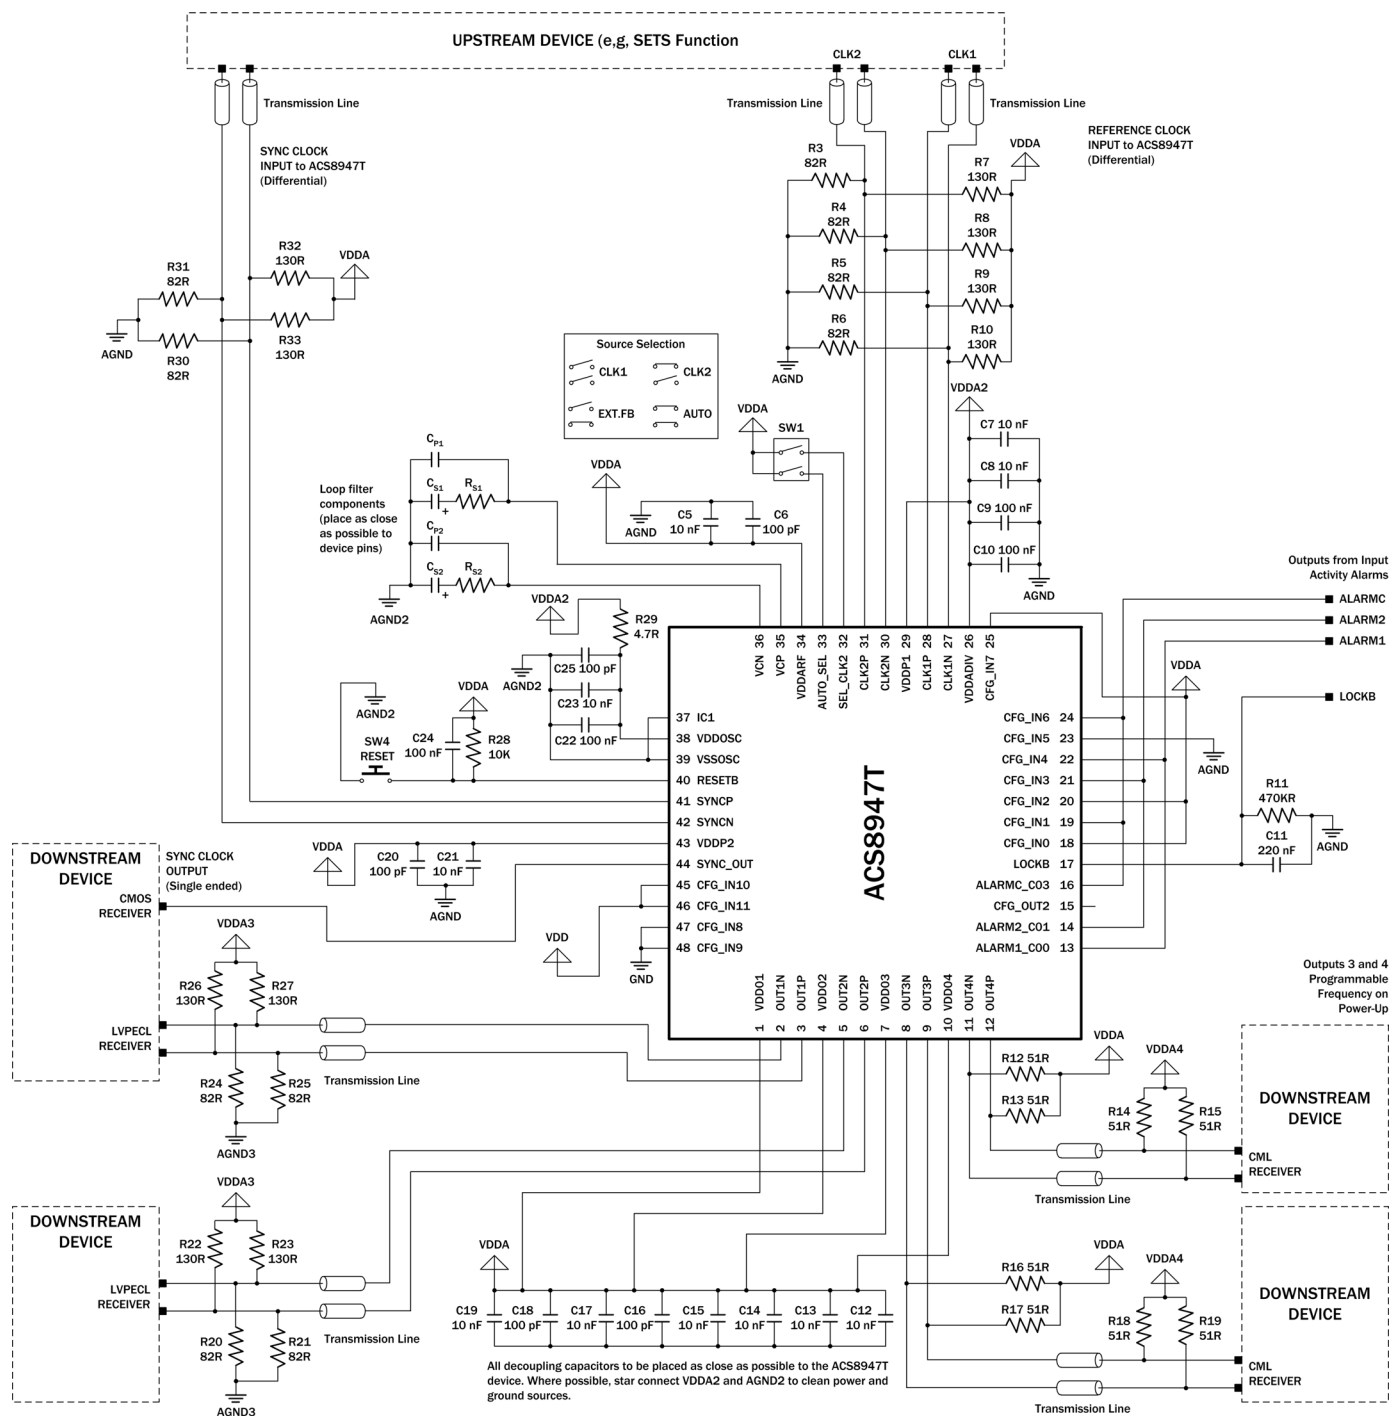 UPSTREAM DEVICE (e,g, SETS Function
CLK2
CLK1
Transmission Line
Transmission Line
Transmission Line
SYNC CLOCK
INPUT to ACS8947T
(Differential)
REFERENCE CLOCK
INPUT to ACS8947T
(Differential)
R3
82R
R7
130R
VDDA
R4
82R
R8
130R
R5
82R
R9
130R
R6
82R
R10
130R
AGND
R31
82R
R32
130R
VDDA
AGND
R30
82R
R33
130R
Source Selection
CLK1
CLK2
EXT.FB
AUTO
VDDA
SW1
VDDA2
C7 10 nF
C8 10 nF
C9 100 nF
C10 100 nF
AGND
Loop filter
components
(place as close
as possible to
device pins)
CP1
CS1
RS1
+
CP2
CS2
RS2
+
AGND2
VDDA
AGND
C5
10 nF
C6
100 pF
Outputs from Input
Activity Alarms
ALARMC
ALARM2
ALARM1
LOCKB
VDDA
VDDA2
R29
4.7R
AGND2
C25 100 pF
C23 10 nF
C22 100 nF
AGND2
SW4
RESET
VDDA
C24
100 nF
R28
10K
VCN 36
VCP 35
VDDARF 34
AUTO_SEL 33
SEL_CLK2 32
CLK2P 31
CLK2N 30
VDDP1 29
CLK1P 28
CLK1N 27
VDDADIV 26
CFG_IN7 25
37 IC1
38 VDDOSC
39 VSSOSC
40 RESETB
41 SYNCP
42 SYNCN
43 VDDP2
44 SYNC_OUT
45 CFG_IN10
46 CFG_IN11
47 CFG_IN8
48 CFG_IN9
ACS8947T
CFG_IN6 24
CFG_IN5 23
CFG_IN4 22
CFG_IN3 21
CFG_IN2 20
CFG_IN1 19
CFG_IN0 18
LOCKB 17
ALARMC_CO3 16
CFG_OUT2 15
ALARM2_CO1 14
ALARM1_CO0 13
1 VDDO1
2 OUT1N
3 OUT1P
4 VDDO2
5 OUT2N
6 OUT2P
7 VDDO3
8 OUT3N
9 OUT3P
10 VDDO4
11 OUT4N
12 OUT4P
AGND
R11
470KR
C11
220 nF
AGND
DOWNSTREAM
DEVICE
CMOS
RECEIVER
LVPECL
RECEIVER
SYNC CLOCK
OUTPUT
(Single ended)
VDDA
C20
100 pF
C21
10 nF
AGND
VDD
GND
VDDA3
R26
130R
R27
130R
R24
82R
R25
82R
AGND3
Transmission Line
Outputs 3 and 4
Programmable
Frequency on
Power-Up
R12 51R
R13 51R
VDDA
VDDA4
R14
51R
R15
51R
Transmission Line
DOWNSTREAM
DEVICE
CML
RECEIVER
DOWNSTREAM
DEVICE
LVPECL
RECEIVER
VDDA3
R22
130R
R23
130R
R20
82R
R21
82R
AGND3
Transmission Line
VDDA
C19
10 nF
C18
100 pF
C17
10 nF
C16
100 pF
C15
10 nF
C14
10 nF
C13
10 nF
C12
10 nF
All decoupling capacitors to be placed as close as possible to the ACS8947T
device. Where possible, star connect VDDA2 and AGND2 to clean power and
ground sources.
R16 51R
R17 51R
VDDA
VDDA4
R18
51R
R19
51R
Transmission Line
DOWNSTREAM
DEVICE
CML
RECEIVER